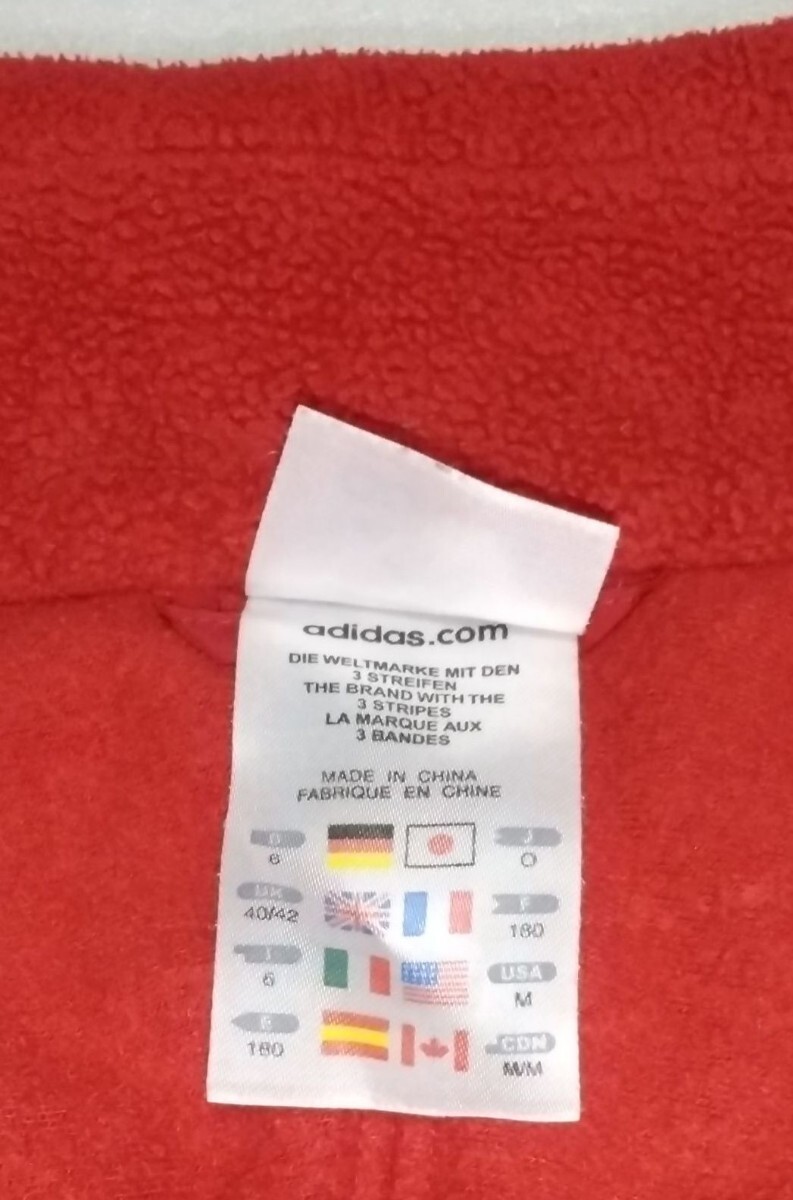 adidas.com
DIE WELTMARKE MIT DEN
3 STREIFEN
THE BRAND WITH THE
3 STRIPES
LA MARQUE AUX
3 BANDES
MADE IN CHINA
FABRIQUE EN CHINE
D J
6 O
UK F
40/42 180
I USA
6 M
E CDN
180 M/M